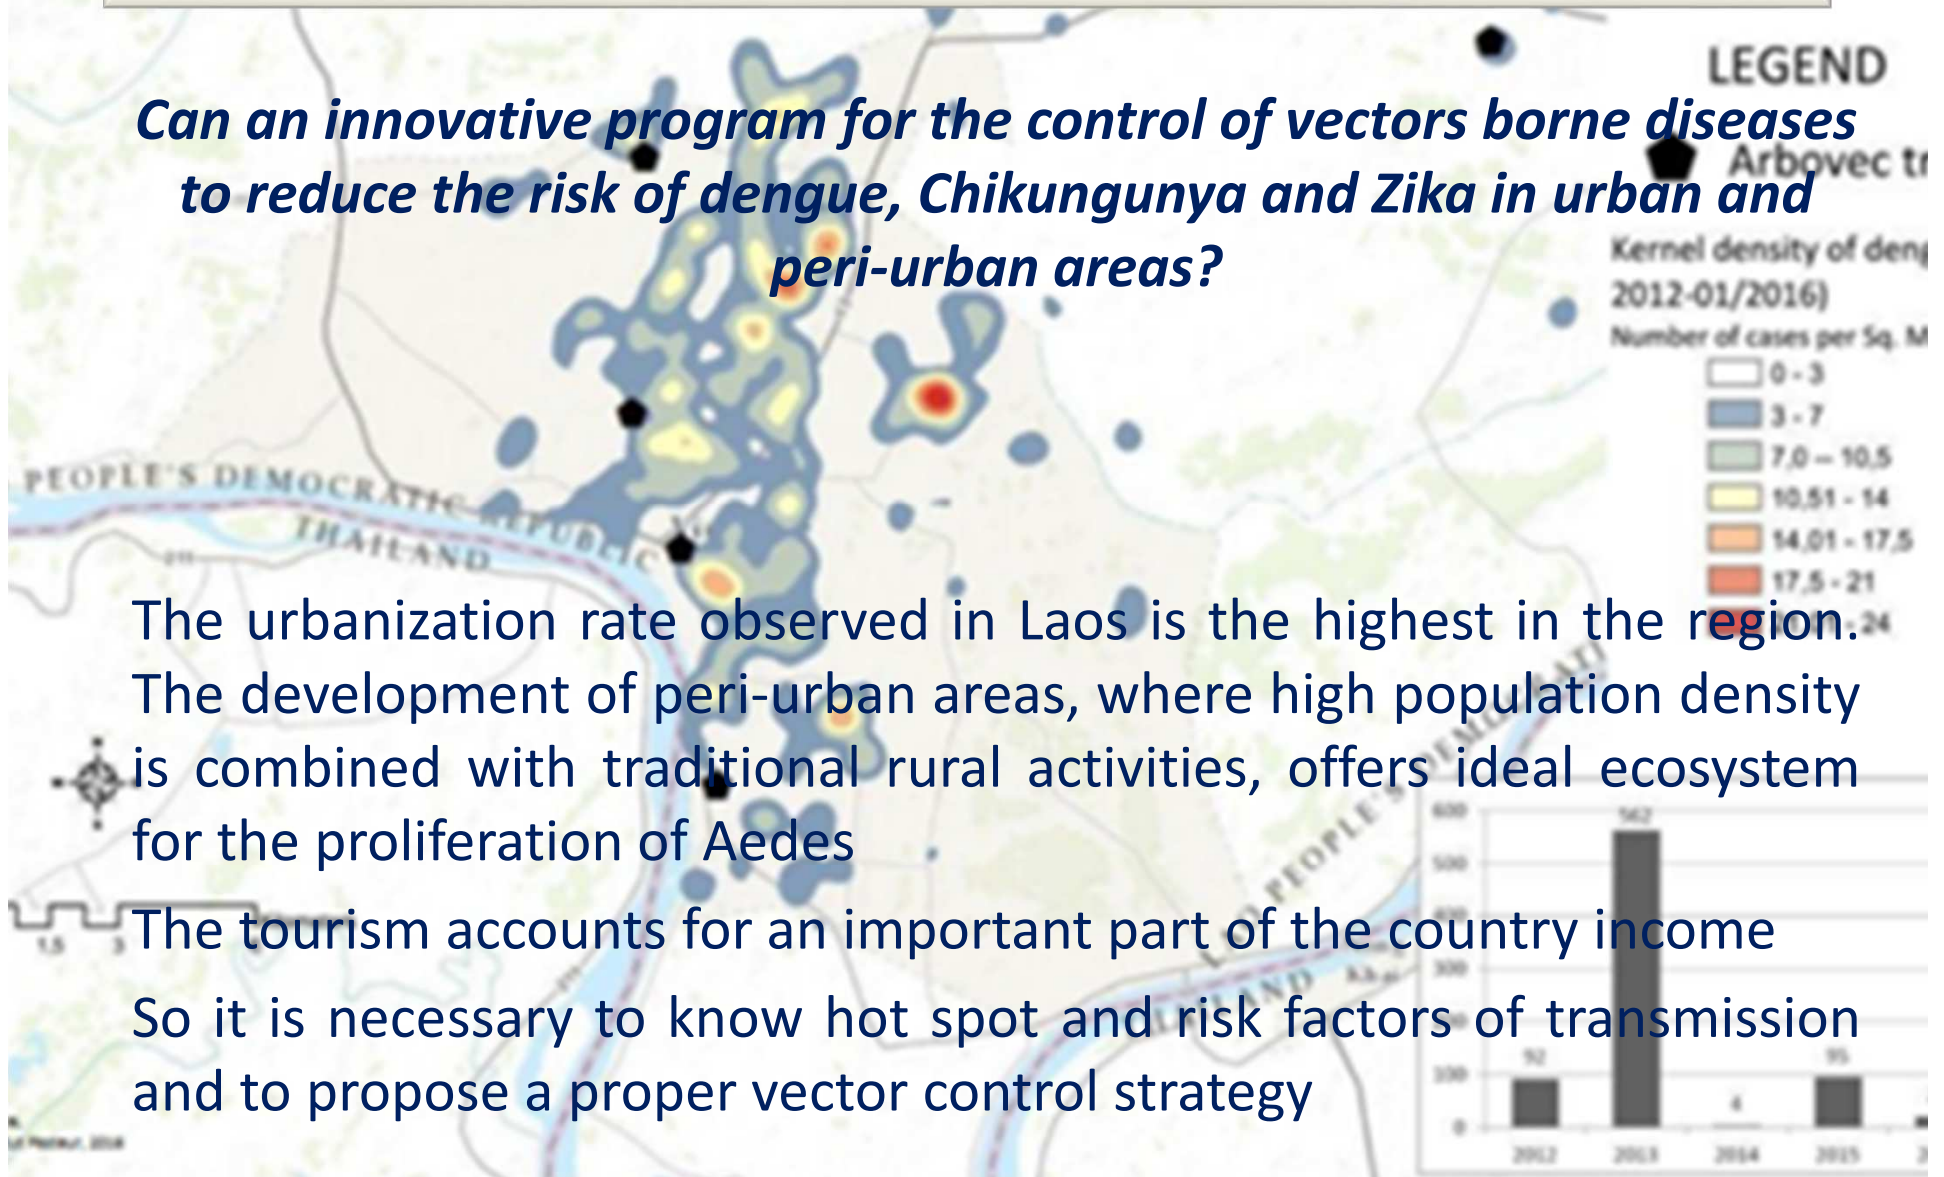 Can an innovative program for the control of vectors borne diseases
to reduce the risk of dengue, Chikungunya and Zika in urban and
peri-urban areas?
LEGEND
Arbovec
Kernel density of
2012-01/2016)
Number of cases per Sq.
0 - 3
3 - 7
7,0 – 10,5
10,51 - 14
14,01 - 17,5
17,5 - 21
24
PEOPLE'S DEMOCRATIC REPUBLIC
THAILAND
The urbanization rate observed in Laos is the highest in the region.
The development of peri-urban areas, where high population density
is combined with traditional rural activities, offers ideal ecosystem
for the proliferation of Aedes
The tourism accounts for an important part of the country income
So it is necessary to know hot spot and risk factors of transmission
and to propose a proper vector control strategy
LAO PEOPLE'S
1,5 3
600
562
500
300
92
95
100
4
0
2012 2013 2014 2015
2016